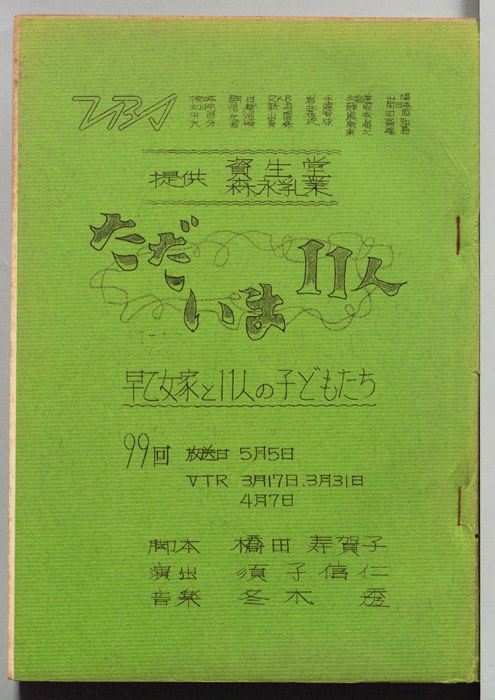 TBS
提供 資生堂
森永乳業
ただいま11人
早乙女家と11人の子どもたち
99回 放送日 5月5日
VTR 3月17日、3月31日
4月7日
脚本 橋田 寿賀子
演出 須子信仁
音楽 冬木 透